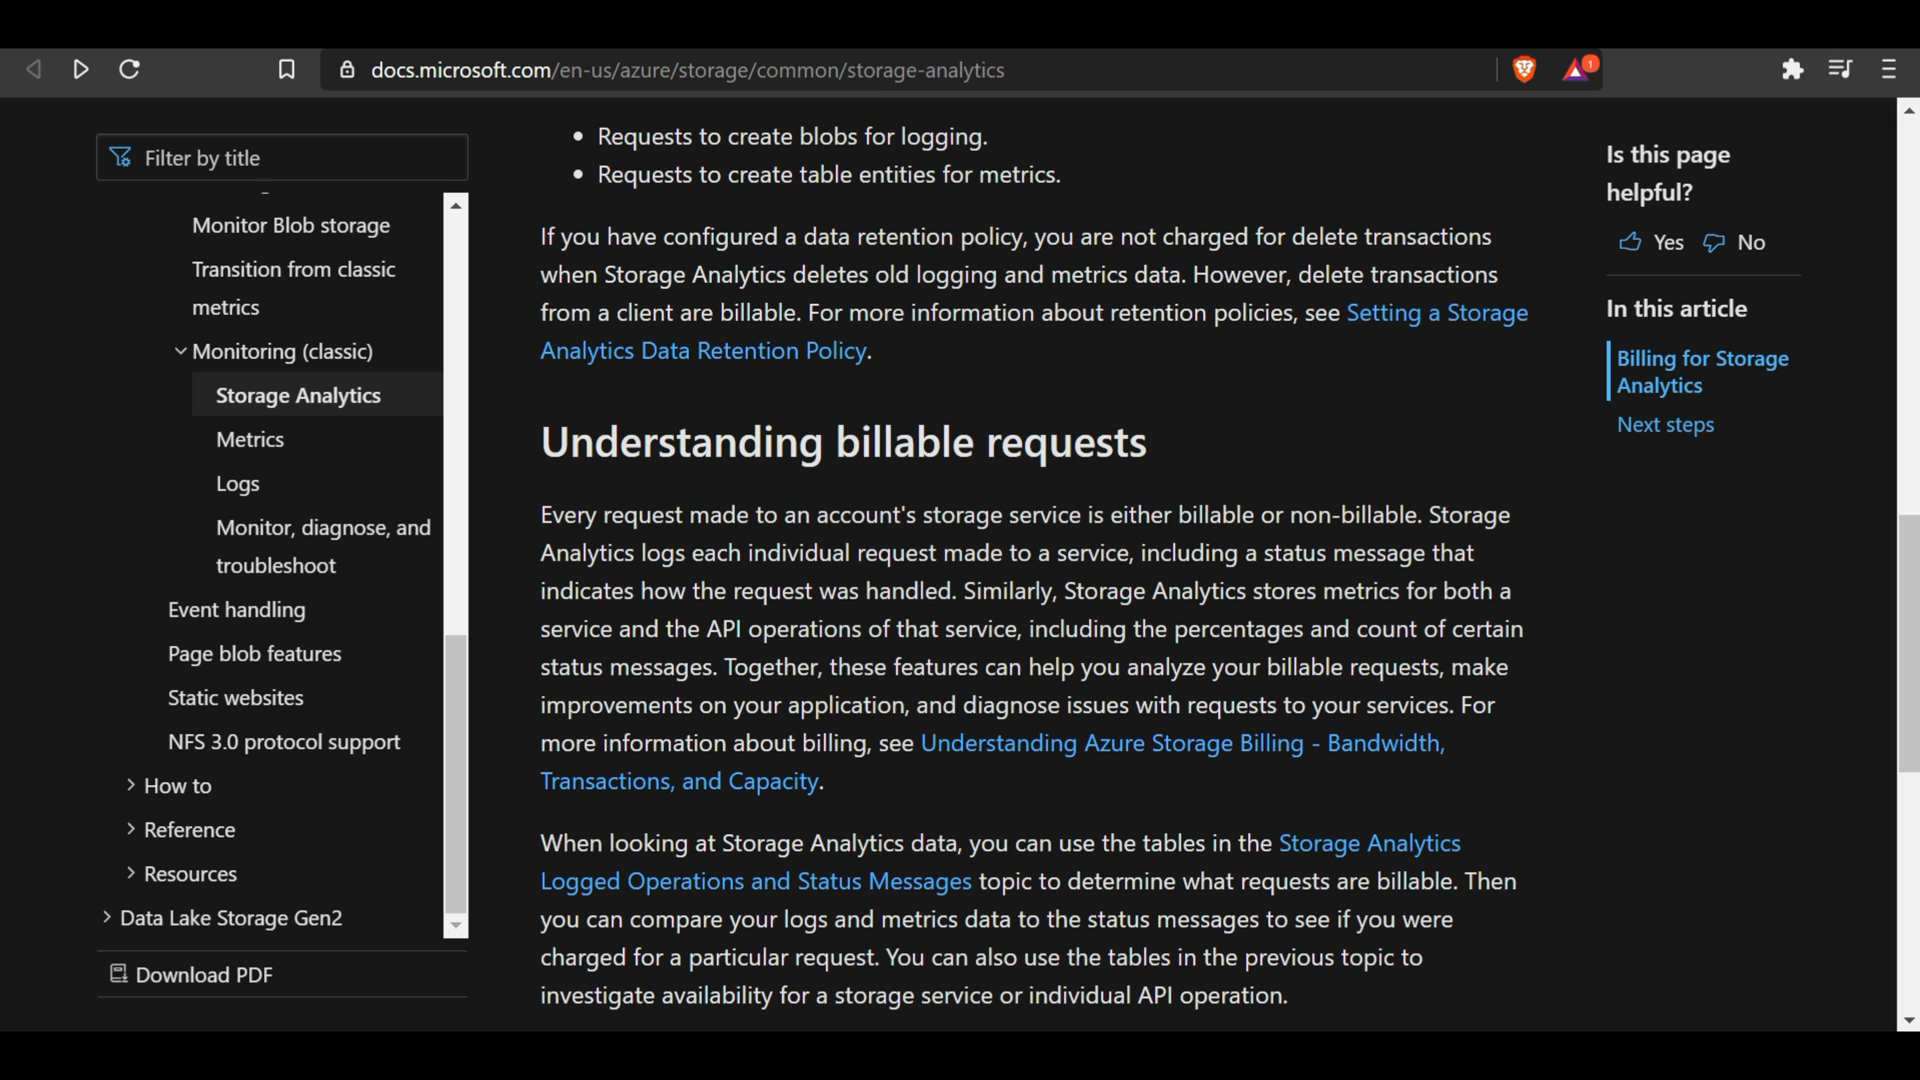 docs.microsoft.com/en-us/azure/storage/common/storage-analytics
1
Filter by title
Monitor Blob storage
Transition from classic
metrics
Monitoring (classic)
Storage Analytics
Metrics
Logs
Monitor, diagnose, and
troubleshoot
Event handling
Page blob features
Static websites
NFS 3.0 protocol support
How to
Reference
Resources
Data Lake Storage Gen2
Download PDF
Requests to create blobs for logging.
Requests to create table entities for metrics.
If you have configured a data retention policy, you are not charged for delete transactions
when Storage Analytics deletes old logging and metrics data. However, delete transactions
from a client are billable. For more information about retention policies, see Setting a Storage
Analytics Data Retention Policy.
Understanding billable requests
Every request made to an account's storage service is either billable or non-billable. Storage
Analytics logs each individual request made to a service, including a status message that
indicates how the request was handled. Similarly, Storage Analytics stores metrics for both a
service and the API operations of that service, including the percentages and count of certain
status messages. Together, these features can help you analyze your billable requests, make
improvements on your application, and diagnose issues with requests to your services. For
more information about billing, see Understanding Azure Storage Billing - Bandwidth,
Transactions, and Capacity.
When looking at Storage Analytics data, you can use the tables in the Storage Analytics
Logged Operations and Status Messages topic to determine what requests are billable. Then
you can compare your logs and metrics data to the status messages to see if you were
charged for a particular request. You can also use the tables in the previous topic to
investigate availability for a storage service or individual API operation.
Is this page
helpful?
Yes No
In this article
Billing for Storage
Analytics
Next steps